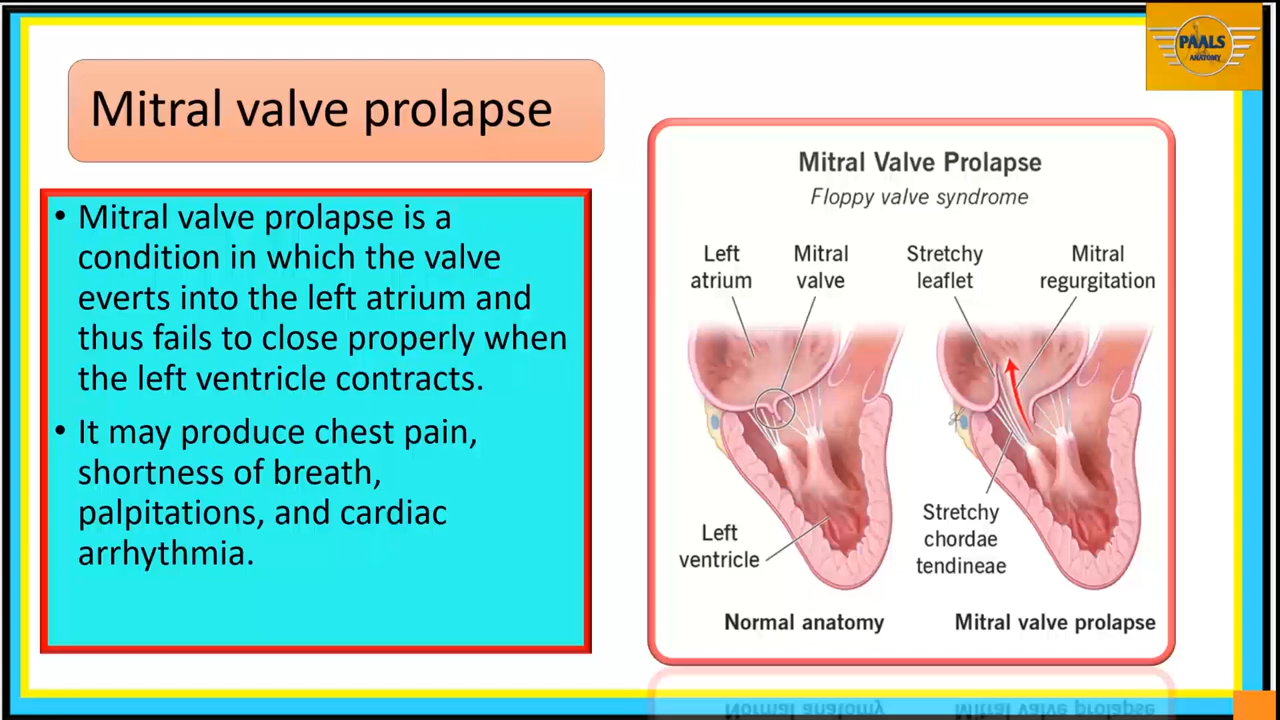 PAALS
ANATOMY
Mitral valve prolapse
• Mitral valve prolapse is a
condition in which the valve
everts into the left atrium and
thus fails to close properly when
the left ventricle contracts.
• It may produce chest pain,
shortness of breath,
palpitations, and cardiac
arrhythmia.
Mitral Valve Prolapse
Floppy valve syndrome
Left
atrium
Mitral
valve
Stretchy
leaflet
Mitral
regurgitation
Left
ventricle
Stretchy
chordae
tendineae
Normal anatomy
Mitral valve prolapse